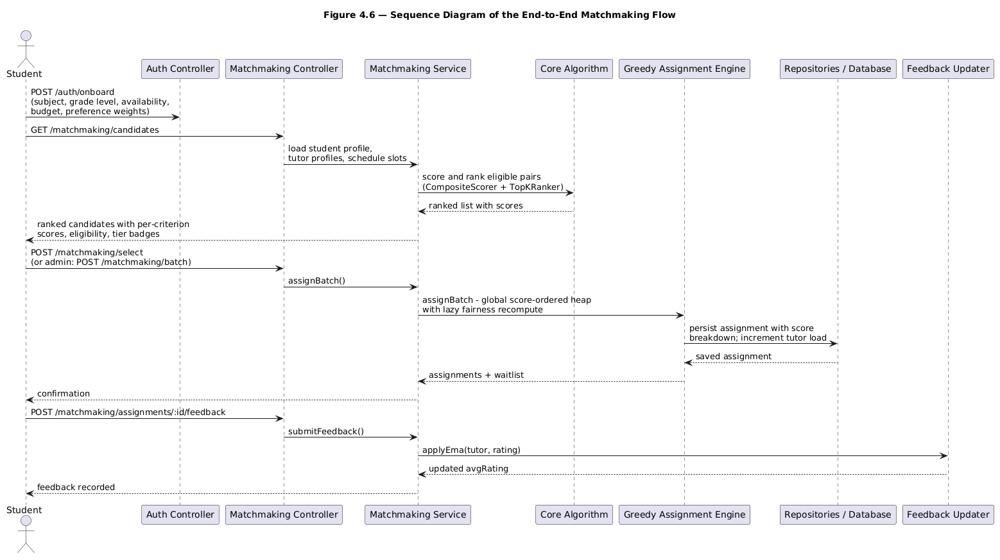 Figure 4.6 — Sequence Diagram of the End-to-End Matchmaking Flow
Student
Auth Controller
Matchmaking Controller
Matchmaking Service
Core Algorithm
Greedy Assignment Engine
Repositories / Database
Feedback Updater
POST /auth/onboard
(subject, grade level, availability,
budget, preference weights)
GET /matchmaking/candidates
load student profile,
tutor profiles, schedule slots
score and rank eligible pairs
(CompositeScorer + TopKRanker)
ranked list with scores
ranked candidates with per-criterion
scores, eligibility, tier badges
POST /matchmaking/select
(or admin: POST /matchmaking/batch)
assignBatch()
assignBatch - global score-ordered heap
with lazy fairness recompute
persist assignment with score
breakdown; increment tutor load
saved assignment
assignments + waitlist
confirmation
POST /matchmaking/assignments/:id/feedback
submitFeedback()
applyEma(tutor, rating)
updated avgRating
feedback recorded
Student
Auth Controller
Matchmaking Controller
Matchmaking Service
Core Algorithm
Greedy Assignment Engine
Repositories / Database
Feedback Updater